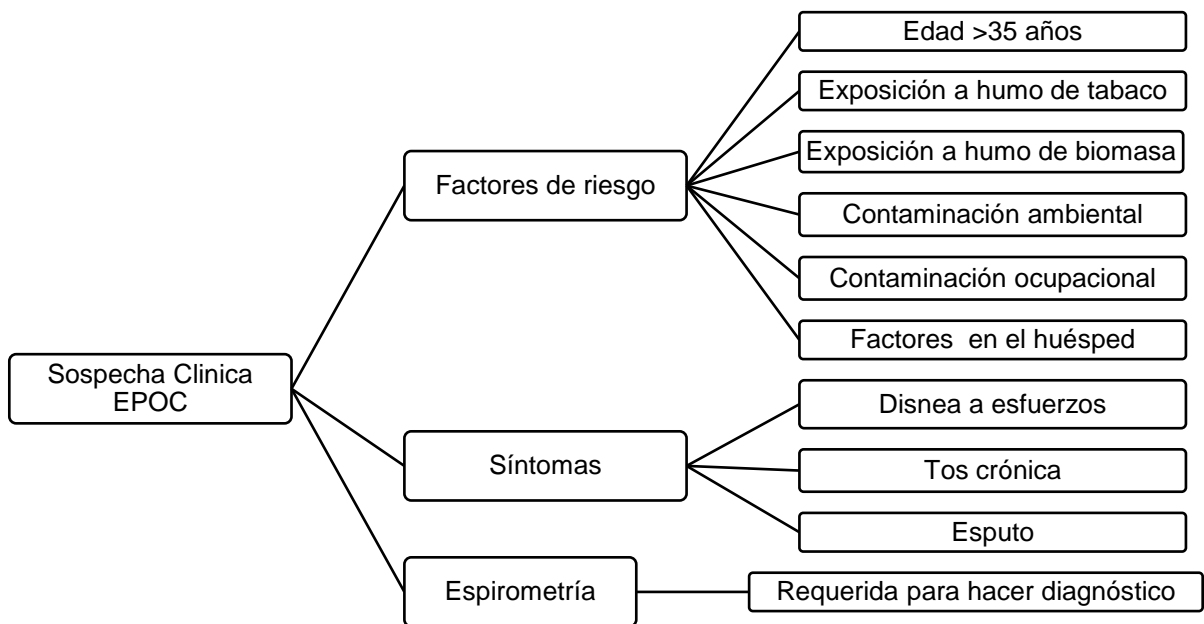 Sospecha Clinica
EPOC
Factores de riesgo
Edad >35 años
Exposición a humo de tabaco
Exposición a humo de biomasa
Contaminación ambiental
Contaminación ocupacional
Factores en el huésped
Síntomas
Disnea a esfuerzos
Tos crónica
Esputo
Espirometría
Requerida para hacer diagnóstico